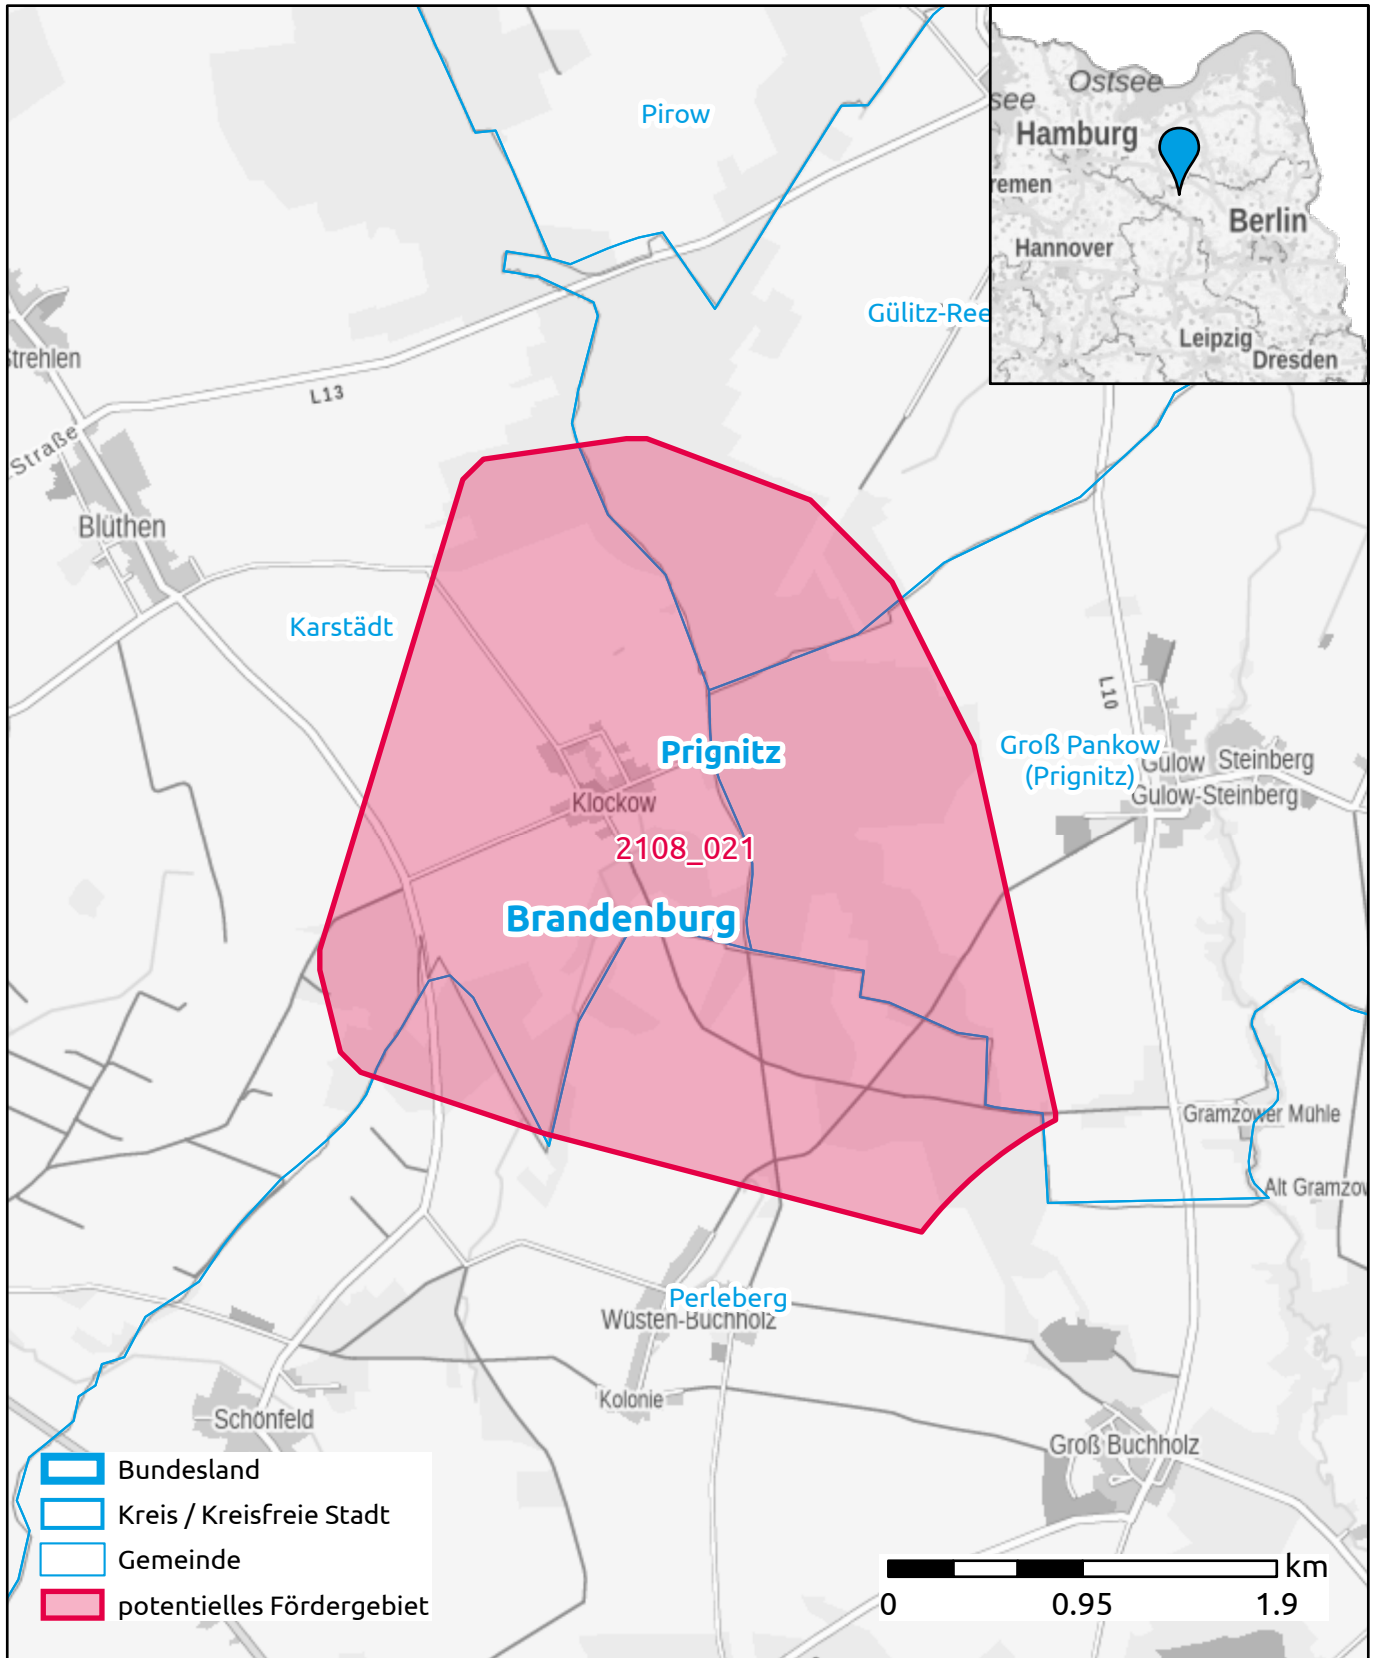 Pirow
Ostsee
see
Hamburg
remen
Berlin
Hannover
Leipzig
Dresden
Gülitz-Ree
Strehlen
L13
Straße
Blüthen
Karstädt
L10
Prignitz
Groß Pankow
(Prignitz)
Gulow Steinberg
Gulow-Steinberg
Klockow
2108_021
Brandenburg
Gramzower Mühle
Alt Gramzow
Perleberg
Wüsten-Buchholz
Kolonie
Schönfeld
Groß Buchholz
Bundesland
Kreis / Kreisfreie Stadt
Gemeinde
potentielles Fördergebiet
km
0 0.95 1.9